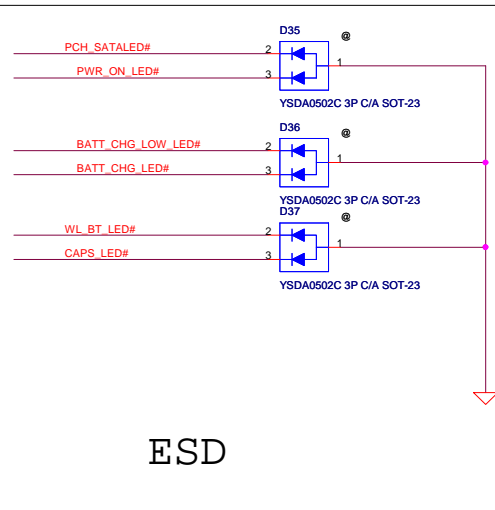 D35 @
PCH_SATALED# 2
1
PWR_ON_LED# 3
YSDA0502C 3P C/A SOT-23
D36 @
BATT_CHG_LOW_LED# 2
1
BATT_CHG_LED# 3
YSDA0502C 3P C/A SOT-23
D37 @
WL_BT_LED# 2
1
CAPS_LED# 3
YSDA0502C 3P C/A SOT-23
ESD